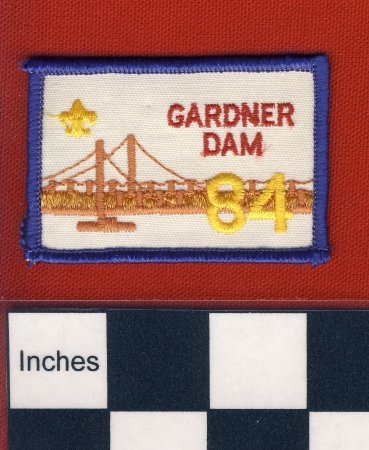 GARDNER
DAM
84
Inches